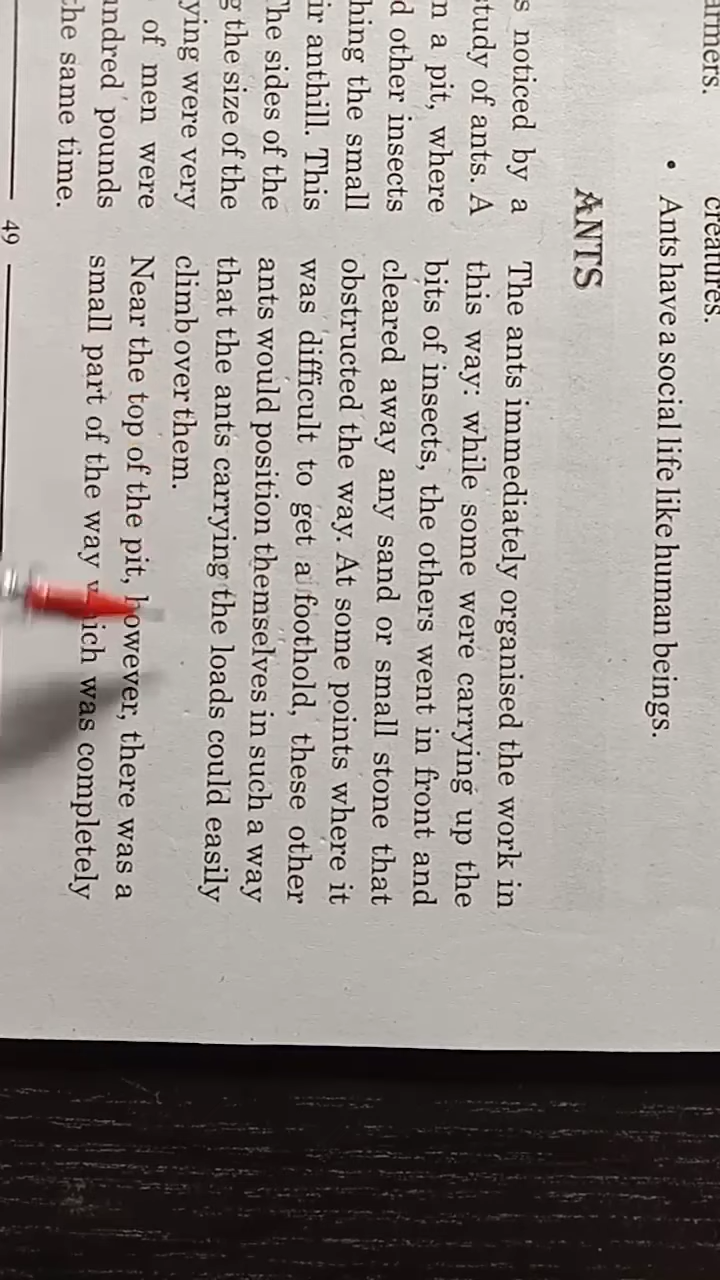 creatures.
• Ants have a social life like human beings.
ANTS
noticed by a
study of ants. A
a pit, where
other insects
the small
anthill. This
The sides of the
the size of the
were very
of men were
pounds
the same time.
The ants immediately organised the work in
this way: while some were carrying up the
bits of insects, the others went in front and
cleared away any sand or small stone that
obstructed the way. At some points where it
was difficult to get a foothold, these other
ants would position themselves in such a way
that the ants carrying the loads could easily
climb over them.
Near the top of the pit, however, there was a
small part of the way which was completely
49